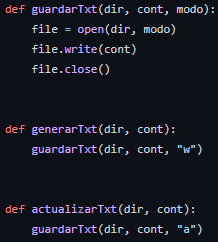 def guardarTxt(dir, cont, modo):
    file = open(dir, modo)
    file.write(cont)
    file.close()
def generarTxt(dir, cont):
    guardarTxt(dir, cont, "w")
def actualizarTxt(dir, cont):
    guardarTxt(dir, cont, "a")